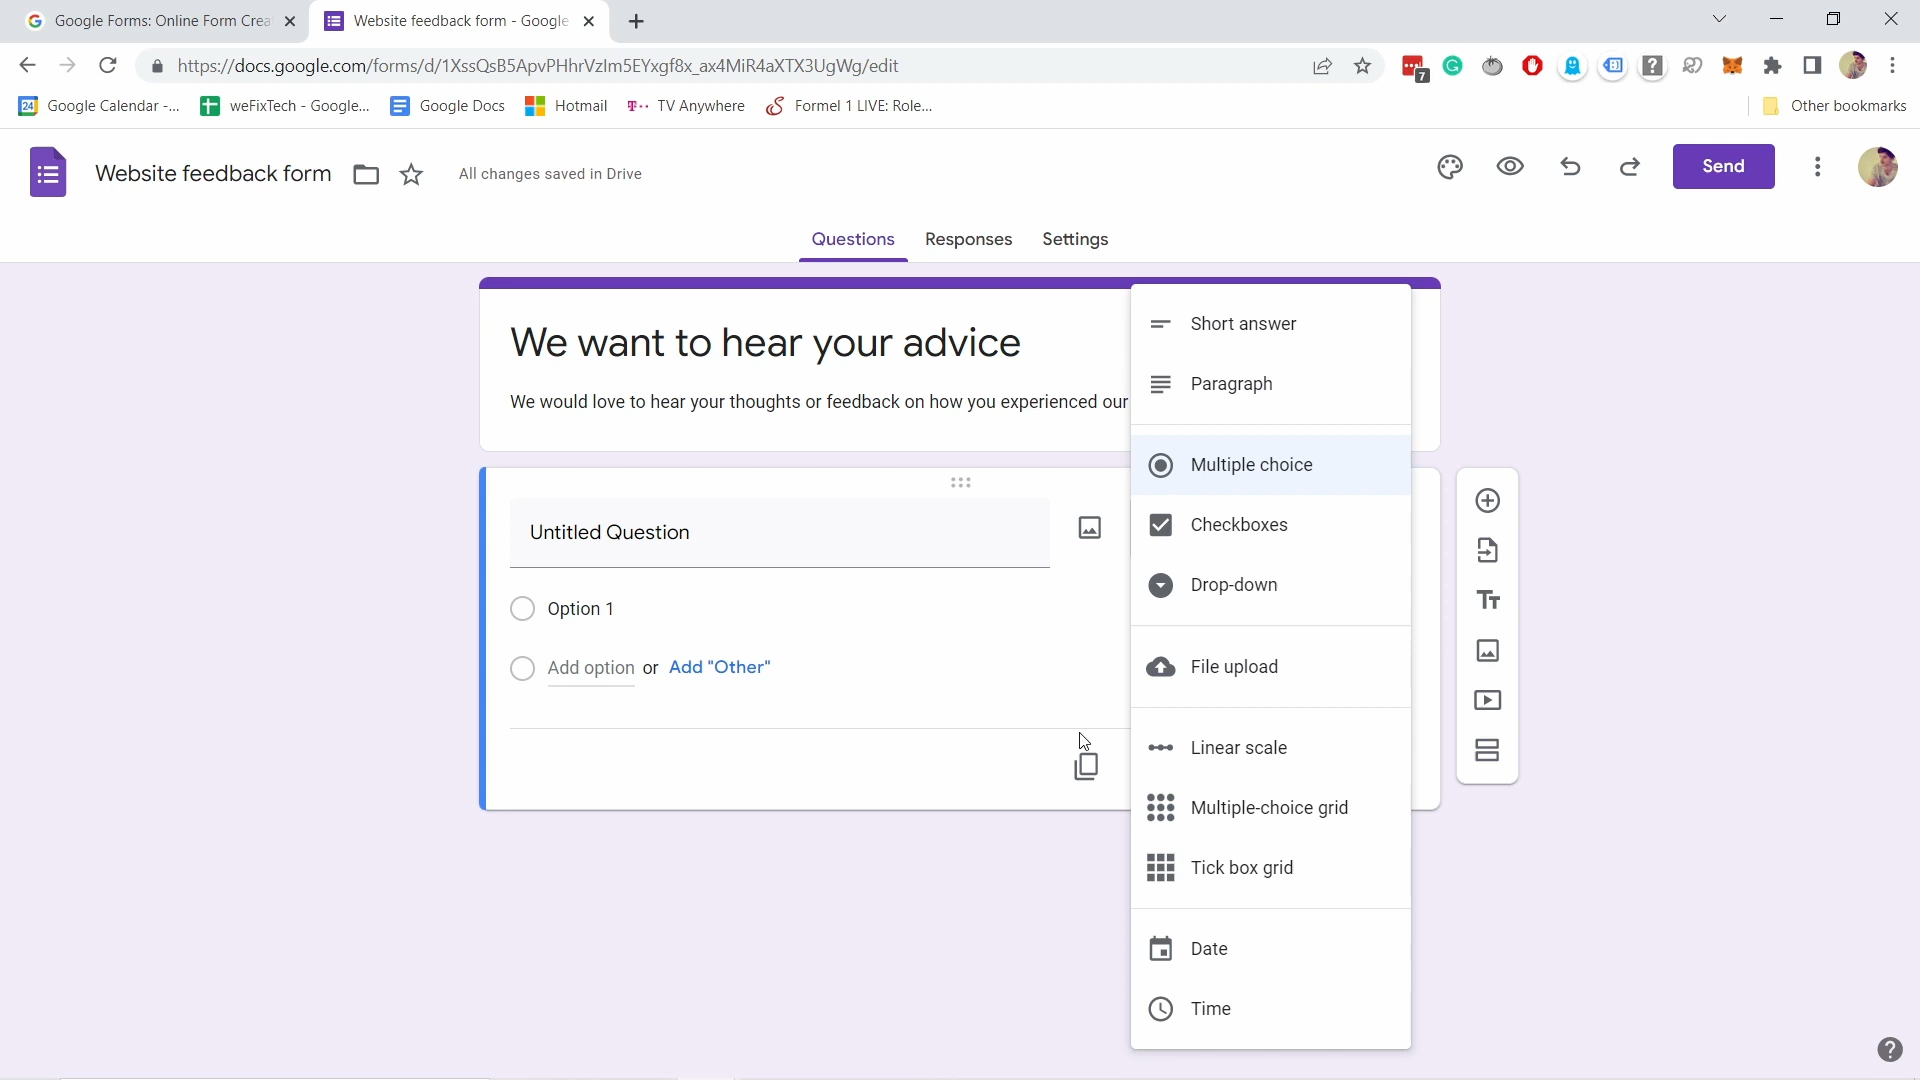 Google Forms: Online Form Crea
Website feedback form - Google
https://docs.google.com/forms/d/1XssQsB5ApvPHhrVzlm5EYxgf8x_ax4MiR4aXTX3UgWg/edit
7
24 Google Calendar -...
weFixTech - Google...
Google Docs
Hotmail
TV Anywhere
Formel 1 LIVE: Role...
Other bookmarks
Website feedback form
All changes saved in Drive
Send
Questions
Responses
Settings
We want to hear your advice
We would love to hear your thoughts or feedback on how you experienced our
Untitled Question
Option 1
Add option or Add "Other"
Short answer
Paragraph
Multiple choice
Checkboxes
Drop-down
File upload
Linear scale
Multiple-choice grid
Tick box grid
Date
Time